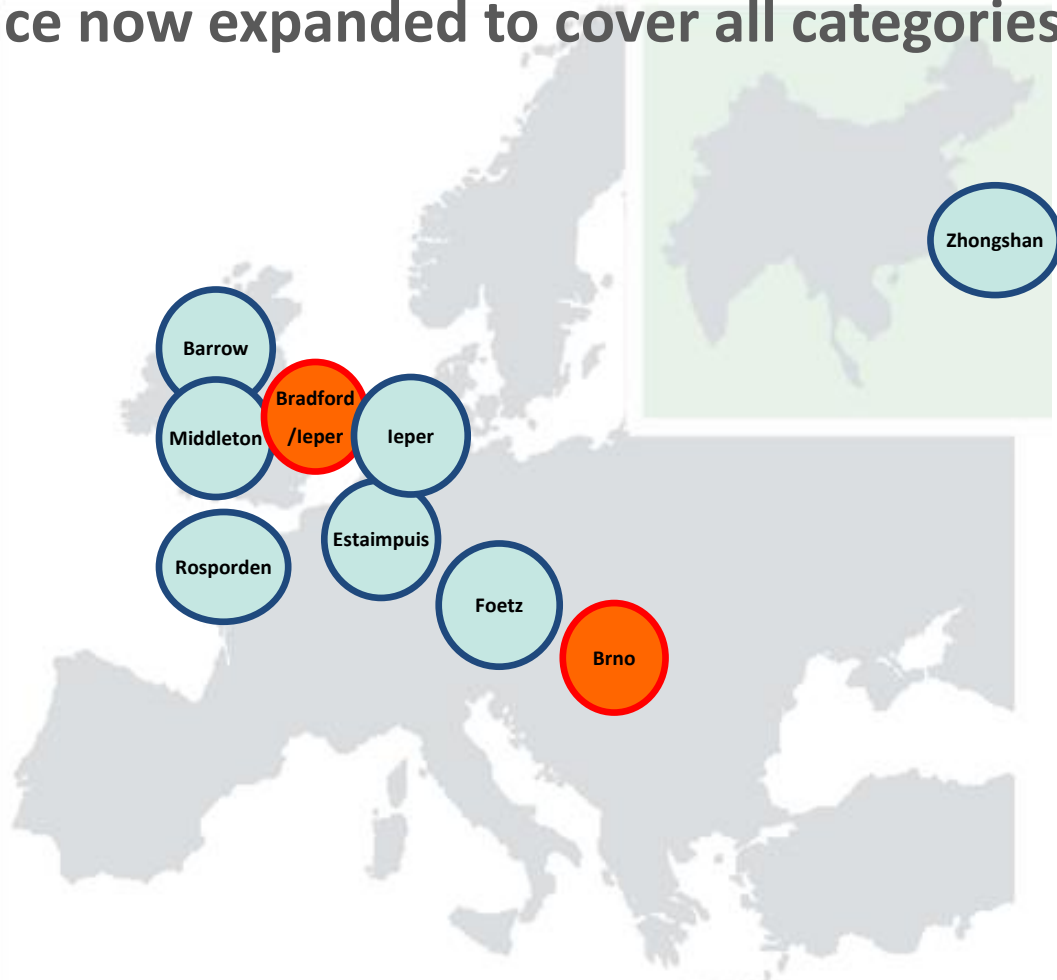 ce now expanded to cover all categories
Zhongshan
Barrow
Bradford
/Ieper
Middleton
Ieper
Estaimpuis
Rosporden
Foetz
Brno